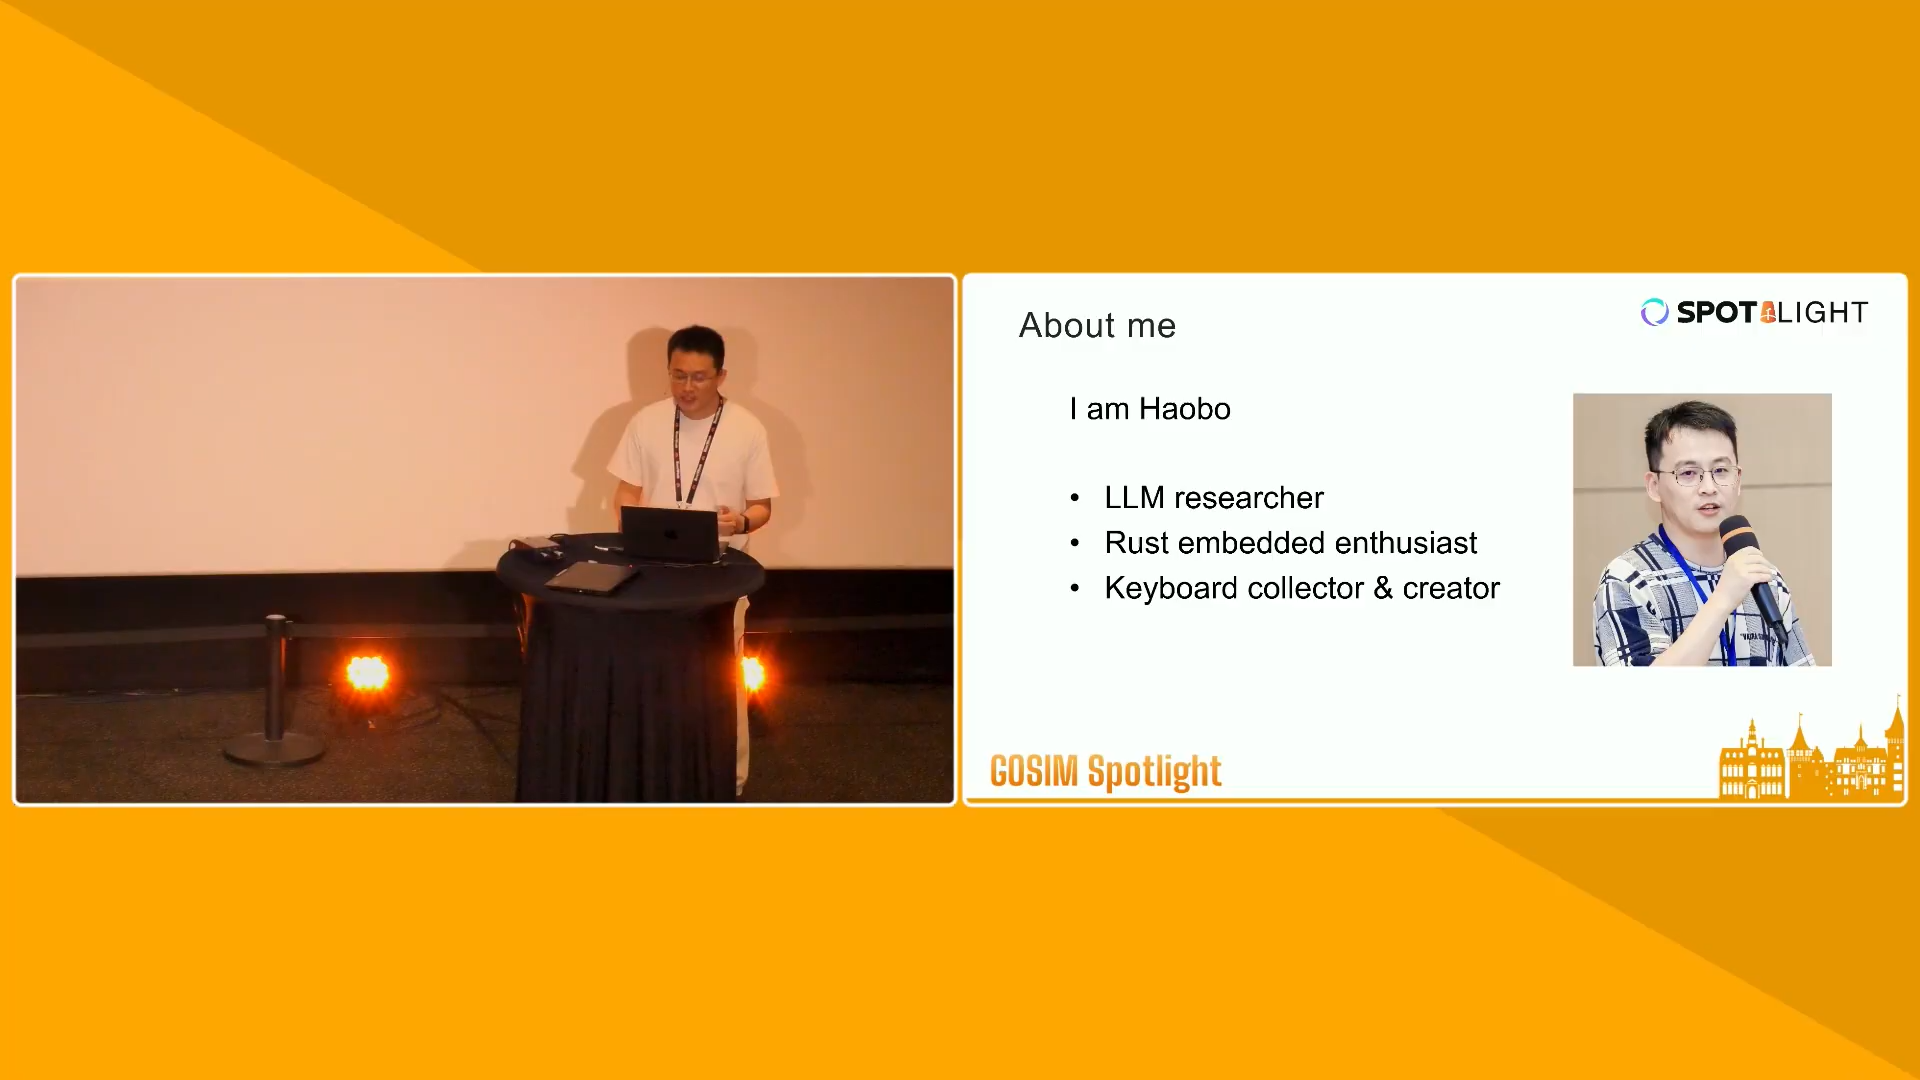 About me
SPOTLIGHT
I am Haobo
• LLM researcher
• Rust embedded enthusiast
• Keyboard collector & creator
GOSIM Spotlight